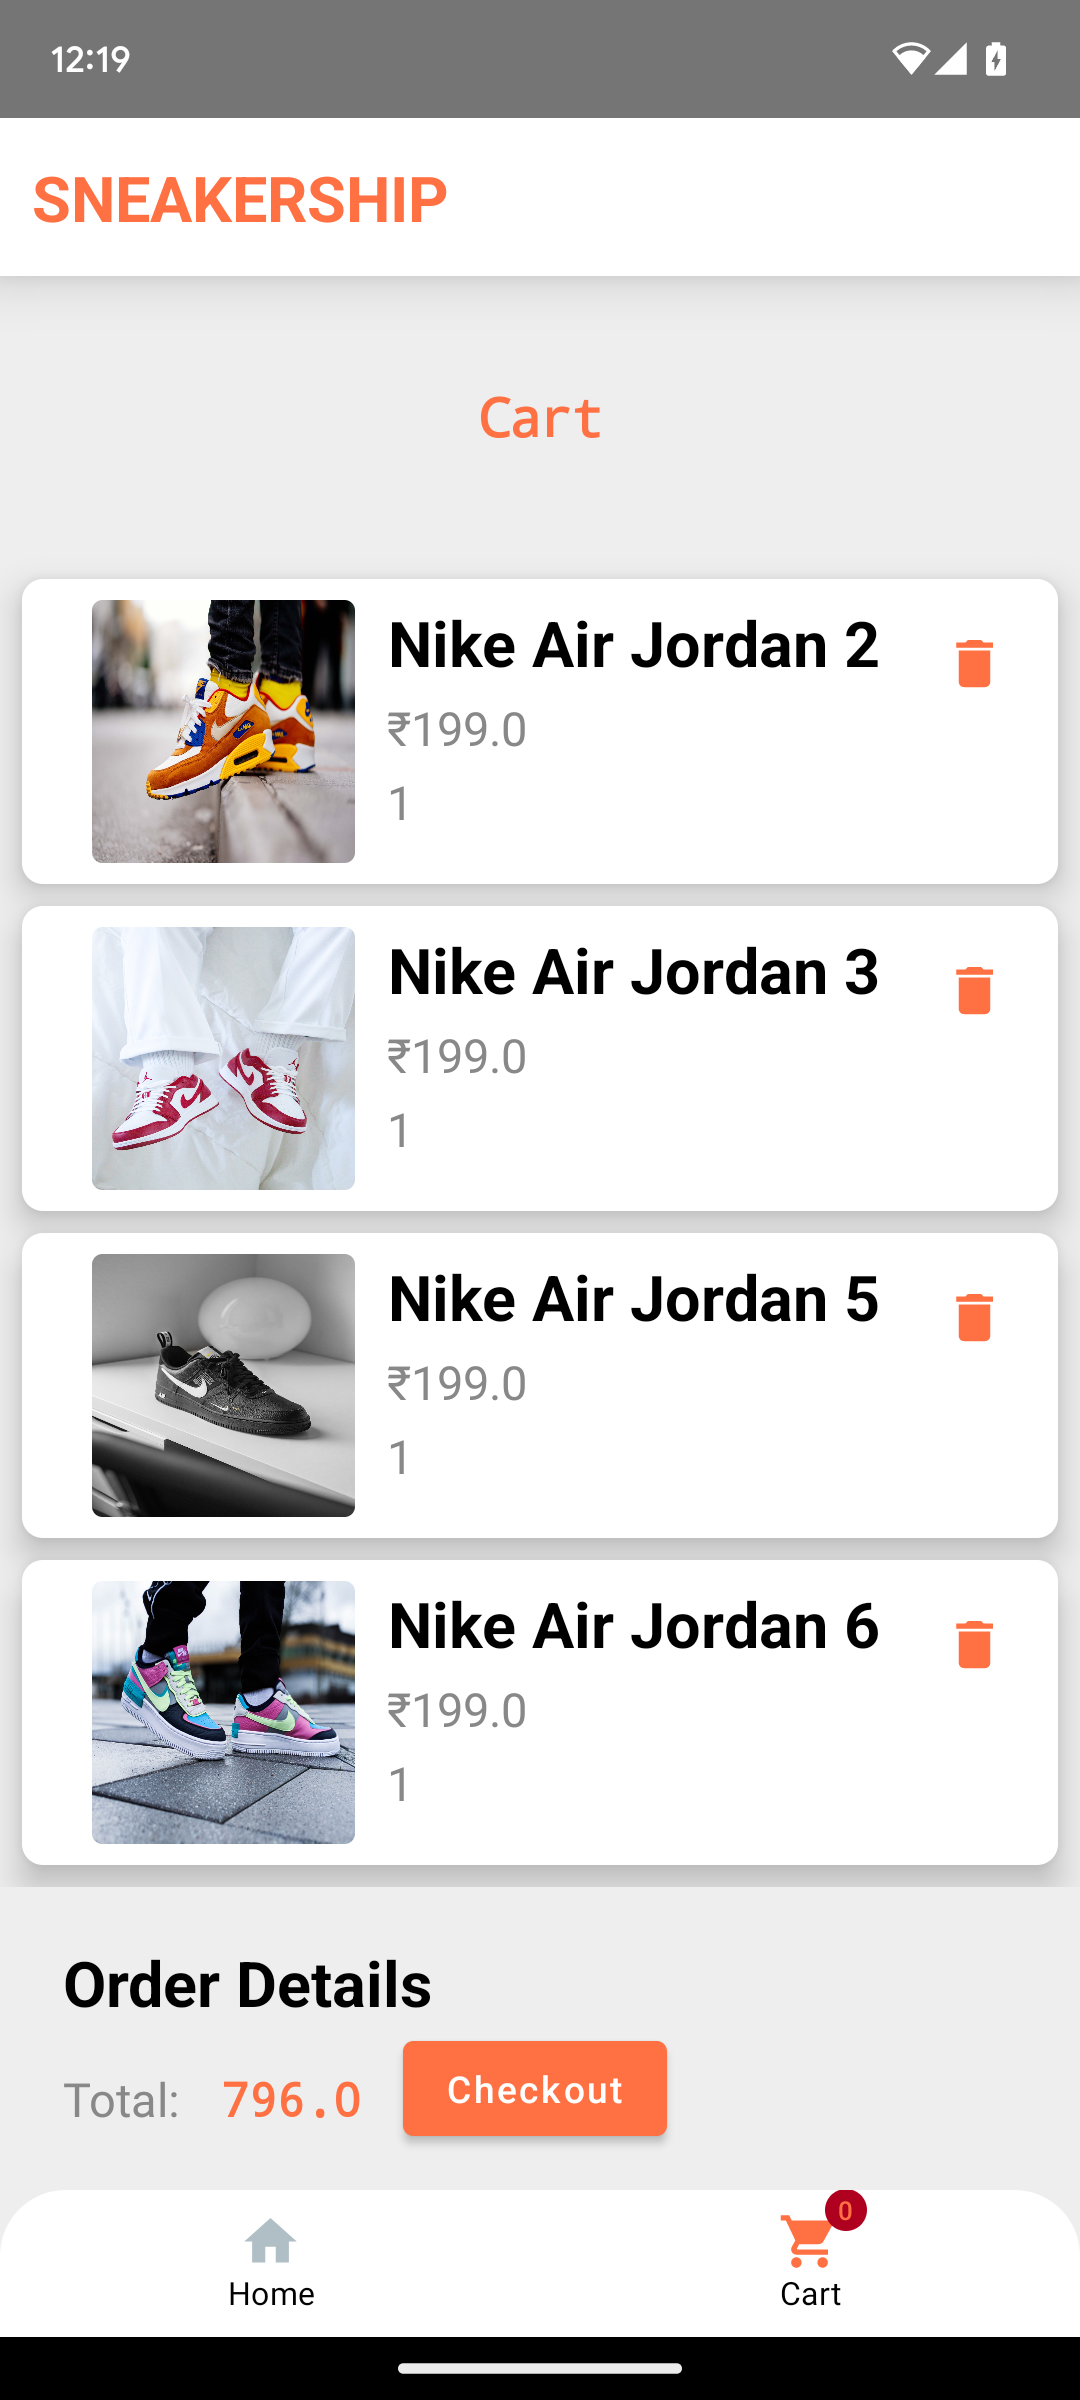 12:19
SNEAKERSHIP
Cart
Nike Air Jordan 2
₹199.0
1
Nike Air Jordan 3
₹199.0
1
Nike Air Jordan 5
₹199.0
1
Nike Air Jordan 6
₹199.0
1
Order Details
Total: 796.0 Checkout
0
Home Cart